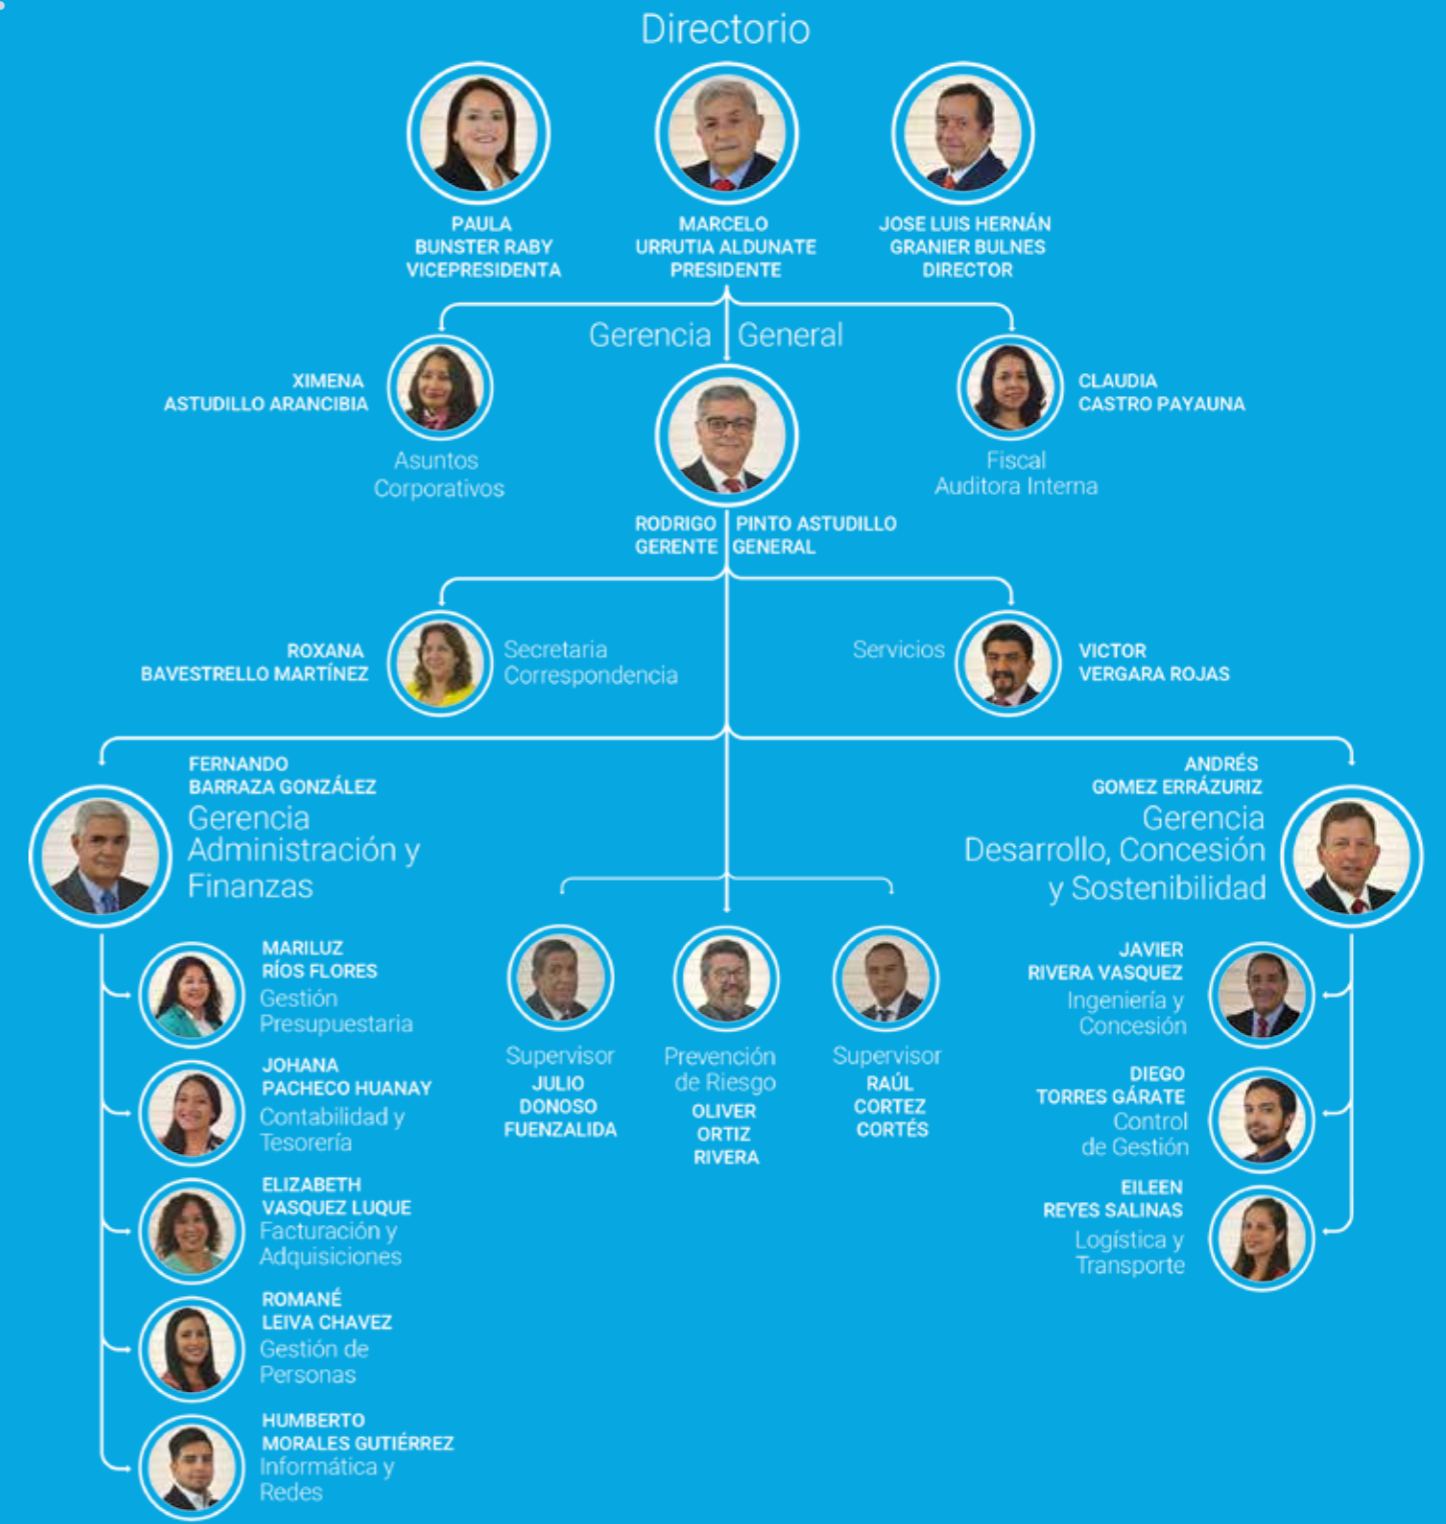 Directorio
PAULA
BUNSTER RABY
VICEPRESIDENTA
MARCELO
URRUTIA ALDUNATE
PRESIDENTE
JOSE LUIS HERNÁN
GRANIER BULNES
DIRECTOR
Gerencia General
XIMENA
ASTUDILLO ARANCIBIA
Asuntos
Corporativos
CLAUDIA
CASTRO PAYAUNA
Fiscal
Auditora Interna
RODRIGO PINTO ASTUDILLO
GERENTE GENERAL
ROXANA
BAVESTRELLO MARTÍNEZ
Secretaria
Correspondencia
Servicios
VICTOR
VERGARA ROJAS
FERNANDO
BARRAZA GONZÁLEZ
Gerencia
Administración y
Finanzas
ANDRÉS
GOMEZ ERRÁZURIZ
Gerencia
Desarrollo, Concesión
y Sostenibilidad
MARILUZ
RÍOS FLORES
Gestión
Presupuestaria
JOHANA
PACHECO HUANAY
Contabilidad y
Tesorería
ELIZABETH
VASQUEZ LUQUE
Facturación y
Adquisiciones
ROMANÉ
LEIVA CHAVEZ
Gestión de
Personas
HUMBERTO
MORALES GUTIÉRREZ
Informática y
Redes
Supervisor
JULIO
DONOSO
FUENZALIDA
Prevención
de Riesgo
OLIVER
ORTIZ
RIVERA
Supervisor
RAÚL
CORTEZ
CORTÉS
JAVIER
RIVERA VASQUEZ
Ingeniería y
Concesión
DIEGO
TORRES GÁRATE
Control
de Gestión
EILEEN
REYES SALINAS
Logística y
Transporte